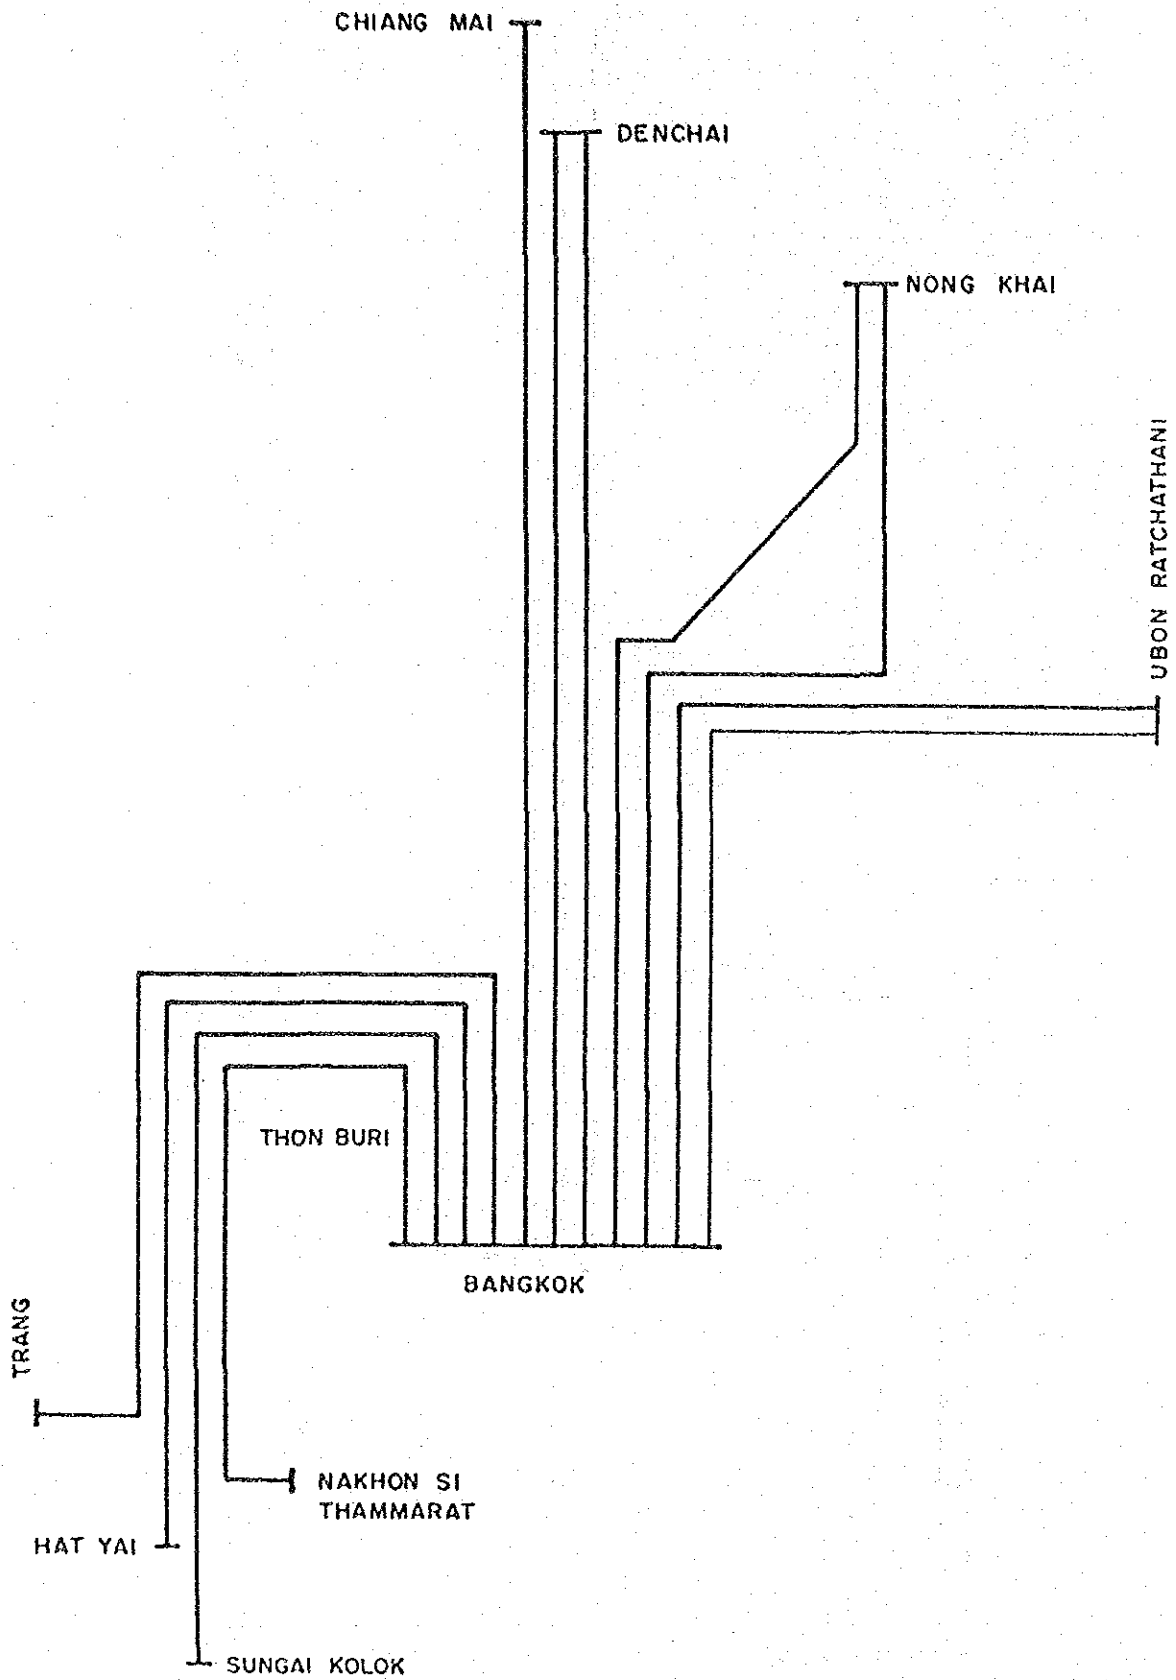 CHIANG MAI
DENCHAI
NONG KHAI
UBON RATCHATHANI
THON BURI
BANGKOK
TRANG
NAKHON SI
THAMMARAT
HAT YAI
SUNGAI KOLOK